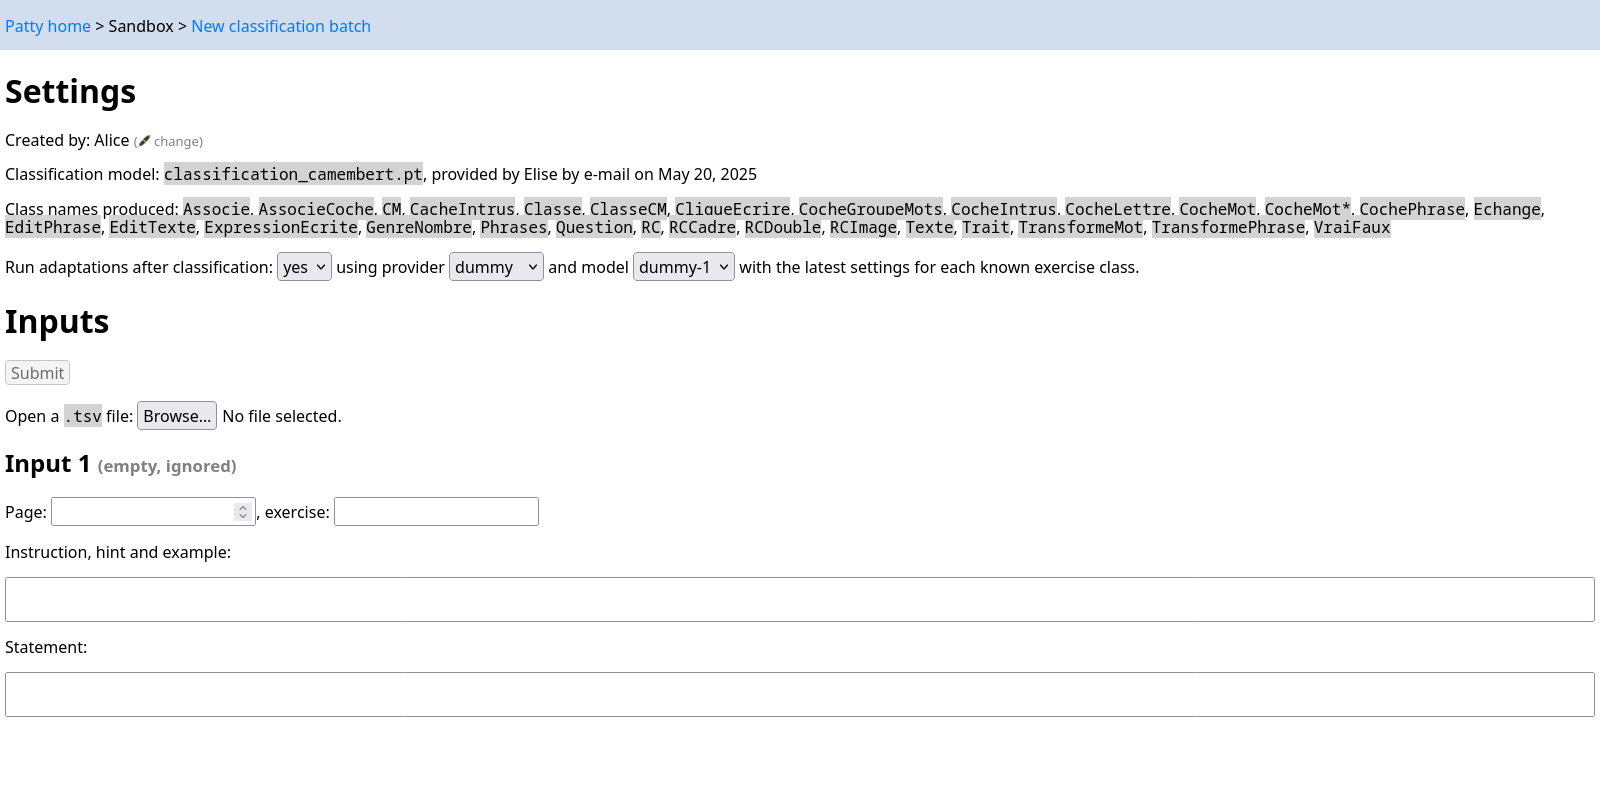 Patty home > Sandbox > New classification batch
Settings
Created by: Alice (🖋 change)
Classification model: classification_camembert.pt, provided by Elise by e-mail on May 20, 2025
Class names produced: Associe, AssocieCoche, CM, CacheIntrus, Classe, ClasseCM, CliqueEcrire, CocheGroupeMots, CocheIntrus, CocheLettre, CocheMot, CocheMot*, CochePhrase, Echange,
EditPhrase, EditTexte, ExpressionEcrite, GenreNombre, Phrases, Question, RC, RCCadre, RCDouble, RCImage, Texte, Trait, TransformeMot, TransformePhrase, VraiFaux
Run adaptations after classification: yes using provider dummy and model dummy-1 with the latest settings for each known exercise class.
Inputs
Submit
Open a .tsv file: Browse... No file selected.
Input 1 (empty, ignored)
Page: , exercise:
Instruction, hint and example:
Statement: